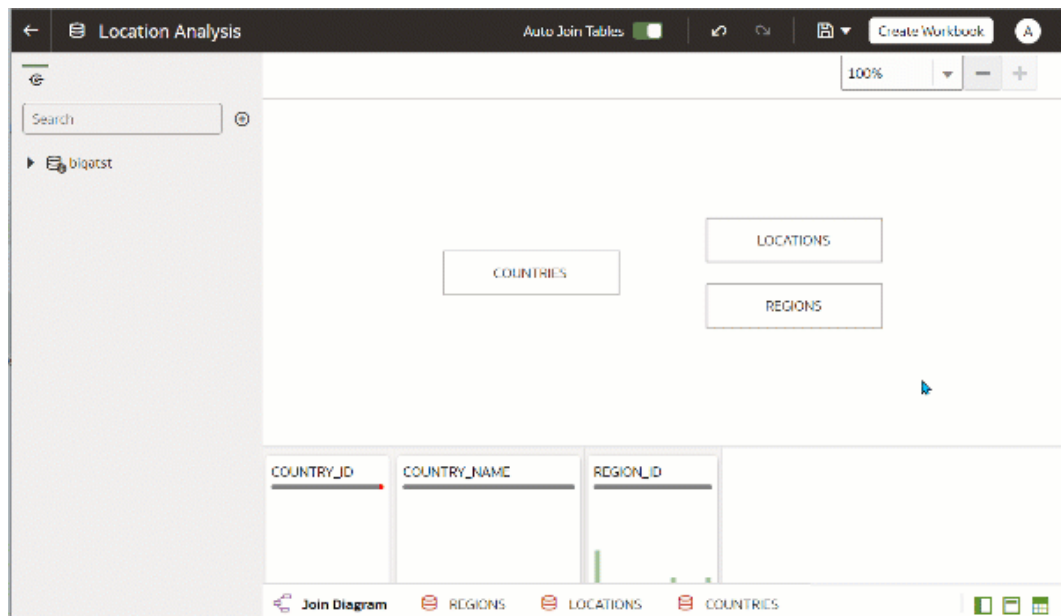 Location Analysis
Auto Join Tables
Create Workbook
A
100%
Search
biqatst
LOCATIONS
COUNTRIES
REGIONS
COUNTRY_ID
COUNTRY_NAME
REGION_ID
Join Diagram
REGIONS
LOCATIONS
COUNTRIES